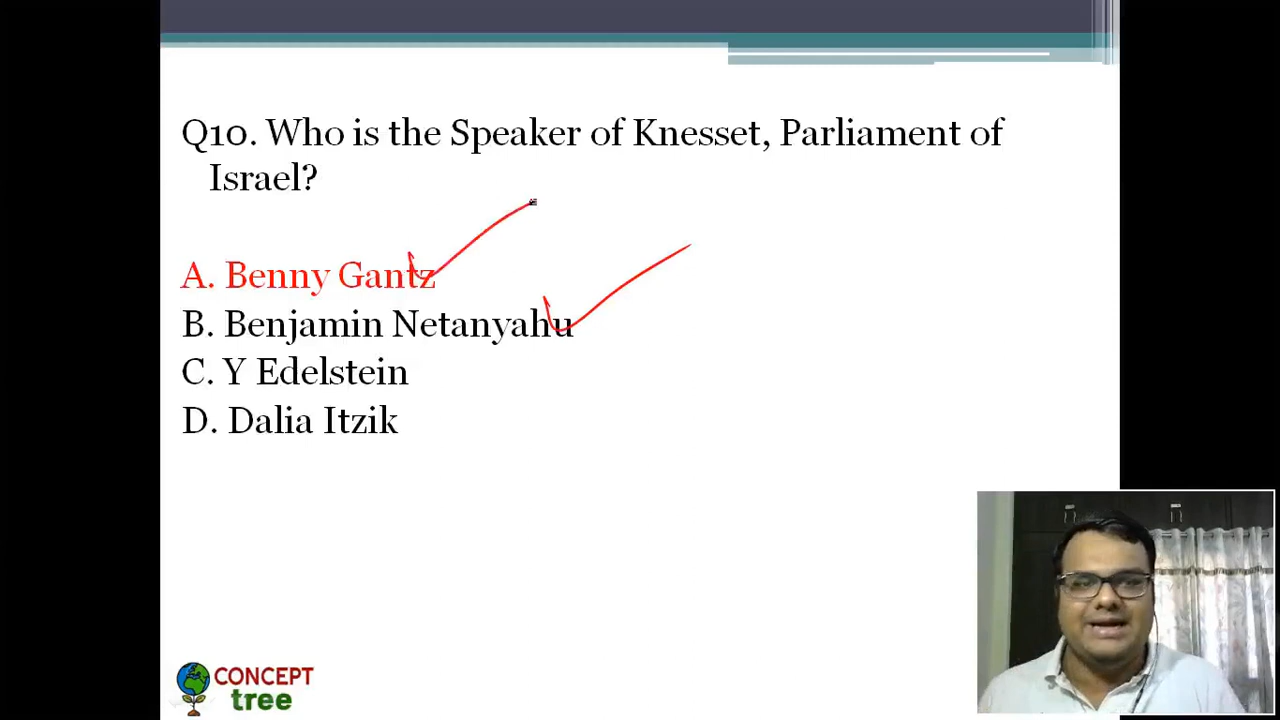 Q10. Who is the Speaker of Knesset, Parliament of
Israel?
A. Benny Gantz
B. Benjamin Netanyahu
C. Y Edelstein
D. Dalia Itzik
CONCEPT
tree